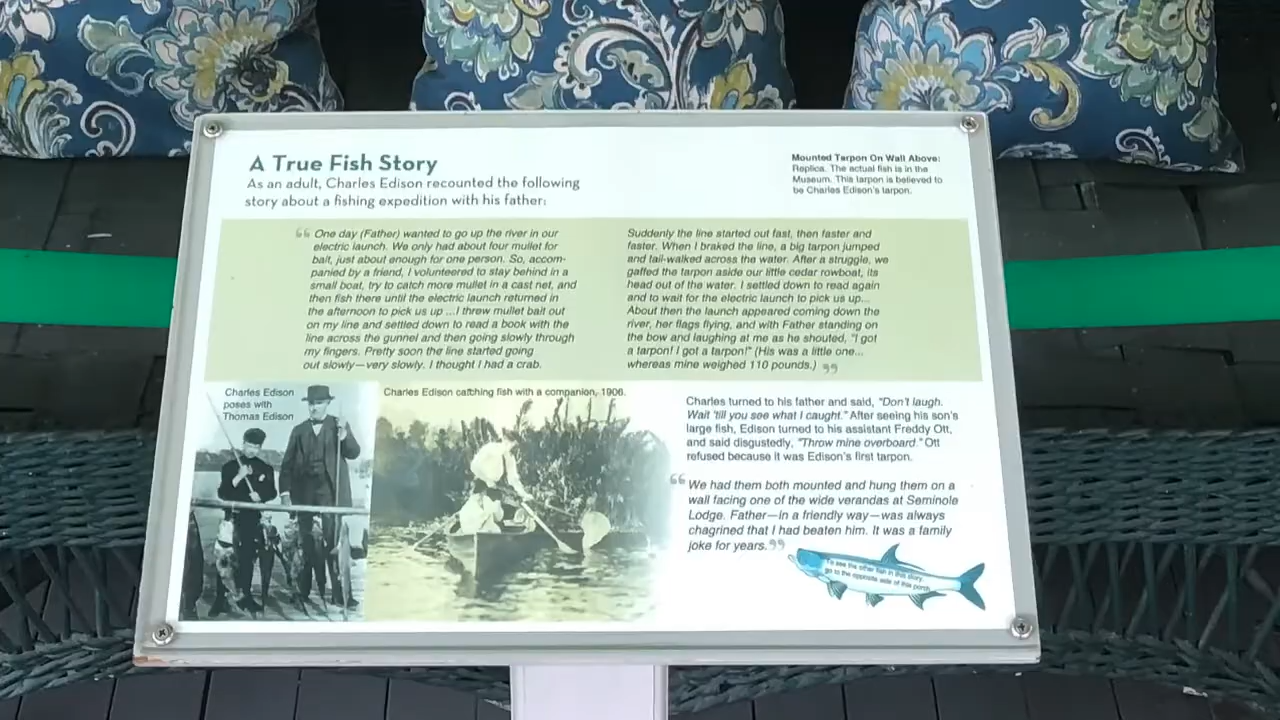 A True Fish Story
As an adult, Charles Edison recounted the following
story about a fishing expedition with his father:
Mounted Tarpon On Wall Above:
Replica. The actual fish is in the
Museum. This tarpon is believed to
be Charles Edison's tarpon.
“ One day (Father) wanted to go up the river in our
electric launch. We only had about four mullet for
bait, just about enough for one person. So, accom-
panied by a friend, I volunteered to stay behind in a
small boat, try to catch more mullet in a cast net, and
then fish there until the electric launch returned in
the afternoon to pick us up ...I threw mullet bait out
on my line and settled down to read a book with the
line across the gunnel and then going slowly through
my fingers. Pretty soon the line started going
out slowly—very slowly. I thought I had a crab.
Suddenly the line started out fast, then faster and
faster. When I braked the line, a big tarpon jumped
and tail-walked across the water. After a struggle, we
gaffed the tarpon aside our little cedar rowboat, its
head out of the water. I settled down to read again
and to wait for the electric launch to pick us up...
About then the launch appeared coming down the
river, her flags flying, and with Father standing on
the bow and laughing at me as he shouted, "I got
a tarpon! I got a tarpon!" (His was a little one...
whereas mine weighed 110 pounds.) ”
Charles Edison
poses with
Thomas Edison
Charles Edison catching fish with a companion, 1906.
Charles turned to his father and said, "Don't laugh.
Wait 'till you see what I caught." After seeing his son's
large fish, Edison turned to his assistant Freddy Ott,
and said disgustedly, "Throw mine overboard." Ott
refused because it was Edison's first tarpon.
“ We had them both mounted and hung them on a
wall facing one of the wide verandas at Seminole
Lodge. Father—in a friendly way—was always
chagrined that I had beaten him. It was a family
joke for years. ”
To see the other fish in this story,
go to the opposite side of this porch.